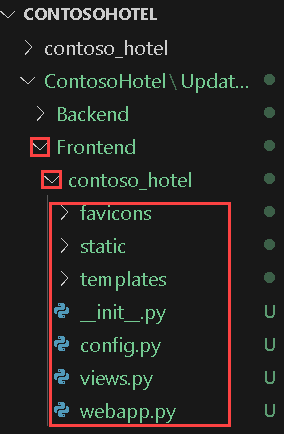 CONTOSOHOTEL
contoso_hotel
ContosoHotel\Updat...
Backend
Frontend
contoso_hotel
favicons
static
templates
__init__.py U
config.py U
views.py U
webapp.py U